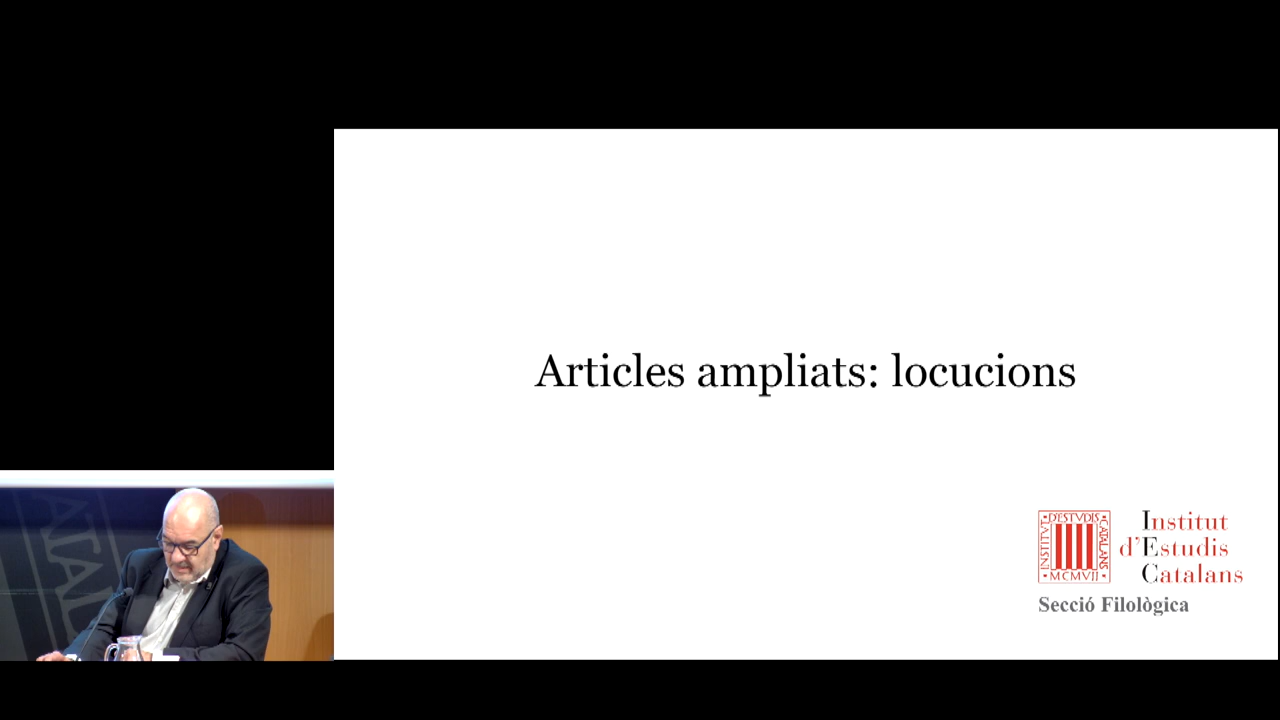 Articles ampliats: locucions
INSTITVT
D'ESTVDIS
CATALANS
MCMVII
Institut
d'Estudis
Catalans
Secció Filològica